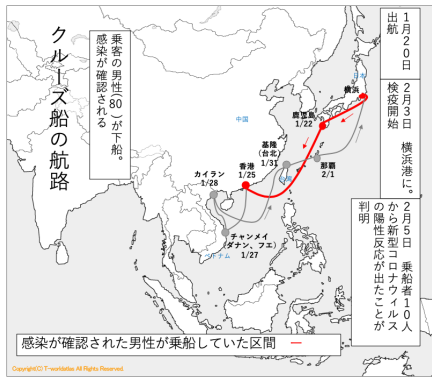 1月20日
出航
2月3日 横浜港に。
検疫開始
2月5日 乗船者10人
から新型コロナウィルス
の陽性反応が出たことが
判明
乗客の男性(80)が下船。
感染が確認される
クルーズ船の航路
日本
横浜
鹿児島
1/22
中国
基隆
(台北)
1/31
那覇
2/1
台湾
香港
1/25
カイラン
1/28
チャンメイ
(ダナン、フエ)
1/27
ベトナム
感染が確認された男性が乗船していた区間
Copyright(C) T-worldatlas All Rights Reserved.